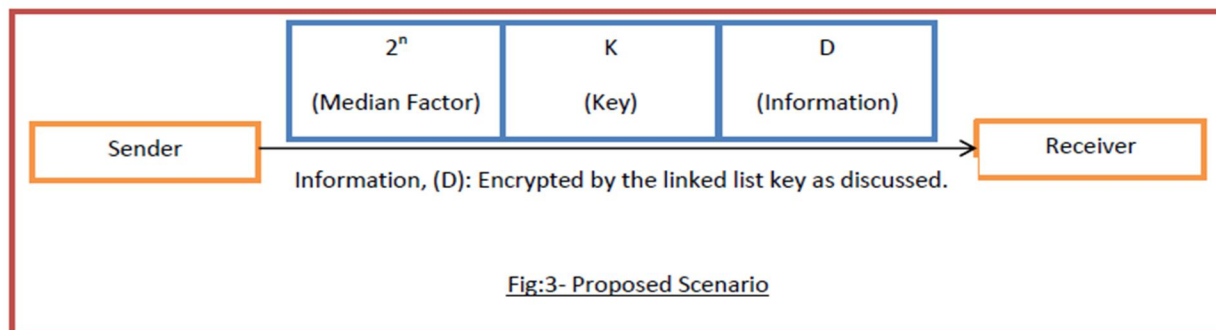 2ⁿ K D
(Median Factor) (Key) (Information)
Sender Receiver
Information, (D): Encrypted by the linked list key as discussed.
Fig:3- Proposed Scenario